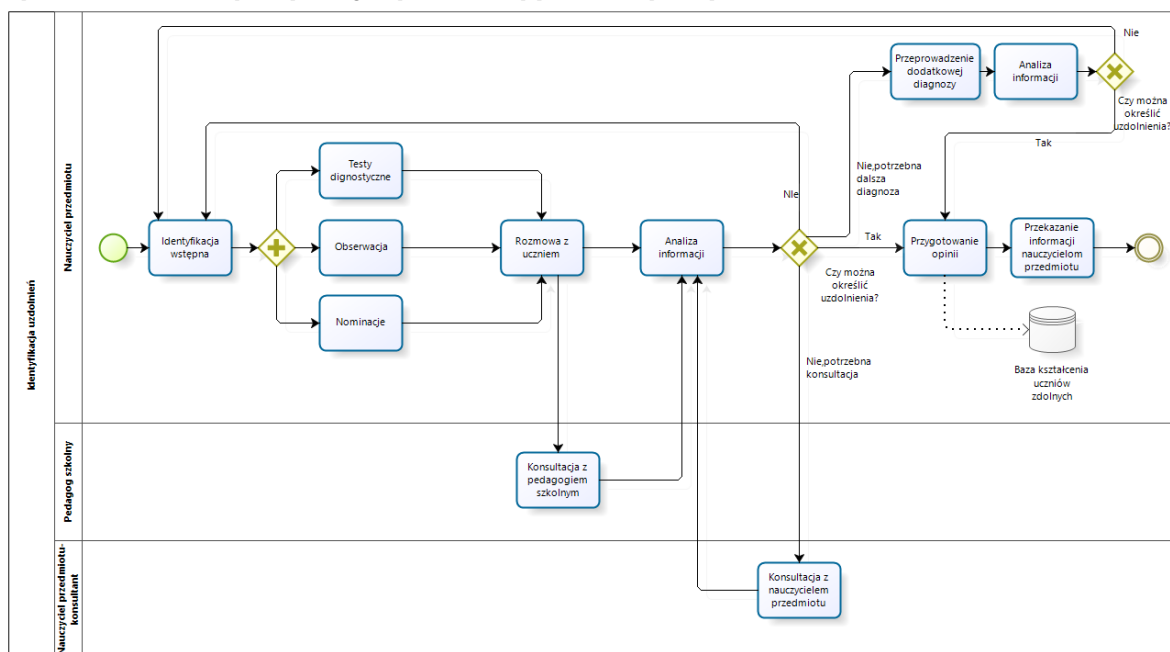 Identyfikacja uzdolnień
Nauczyciel przedmiotu
Pedagog szkolny
Nauczyciel przedmiotu-
konsultant
Nie
Przeprowadzenie
dodatkowej
diagnozy
Analiza
informacji
Czy można
określić
uzdolnienia?
Tak
Testy
dignostyczne
Nie,potrzebna
dalsza
diagnoza
NIe
Identyfikacja
wstępna
Obserwacja
Rozmowa z
uczniem
Analiza
informacji
Tak
Czy można
określić
uzdolnienia?
Przygotowanie
opinii
Przekazanie
informacji
nauczycielom
przedmiotu
Nominacje
Nie,potrzebna
konsultacja
Baza kształcenia
uczniów
zdolnych
Konsultacja z
pedagogiem
szkolnym
Konsultacja z
nauczycielem
przedmiotu